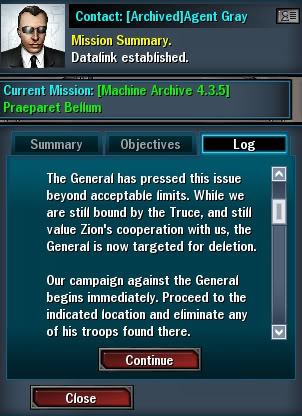 Contact: [Archived]Agent Gray
Mission Summary.
Datalink established.
Current Mission: [Machine Archive 4.3.5]
Praeparet Bellum
Summary
Objectives
Log
The General has pressed this issue
beyond acceptable limits. While we
are still bound by the Truce, and still
value Zion's cooperation with us, the
General is now targeted for deletion.
Our campaign against the General
begins immediately. Proceed to the
indicated location and eliminate any
of his troops found there.
Continue
Close